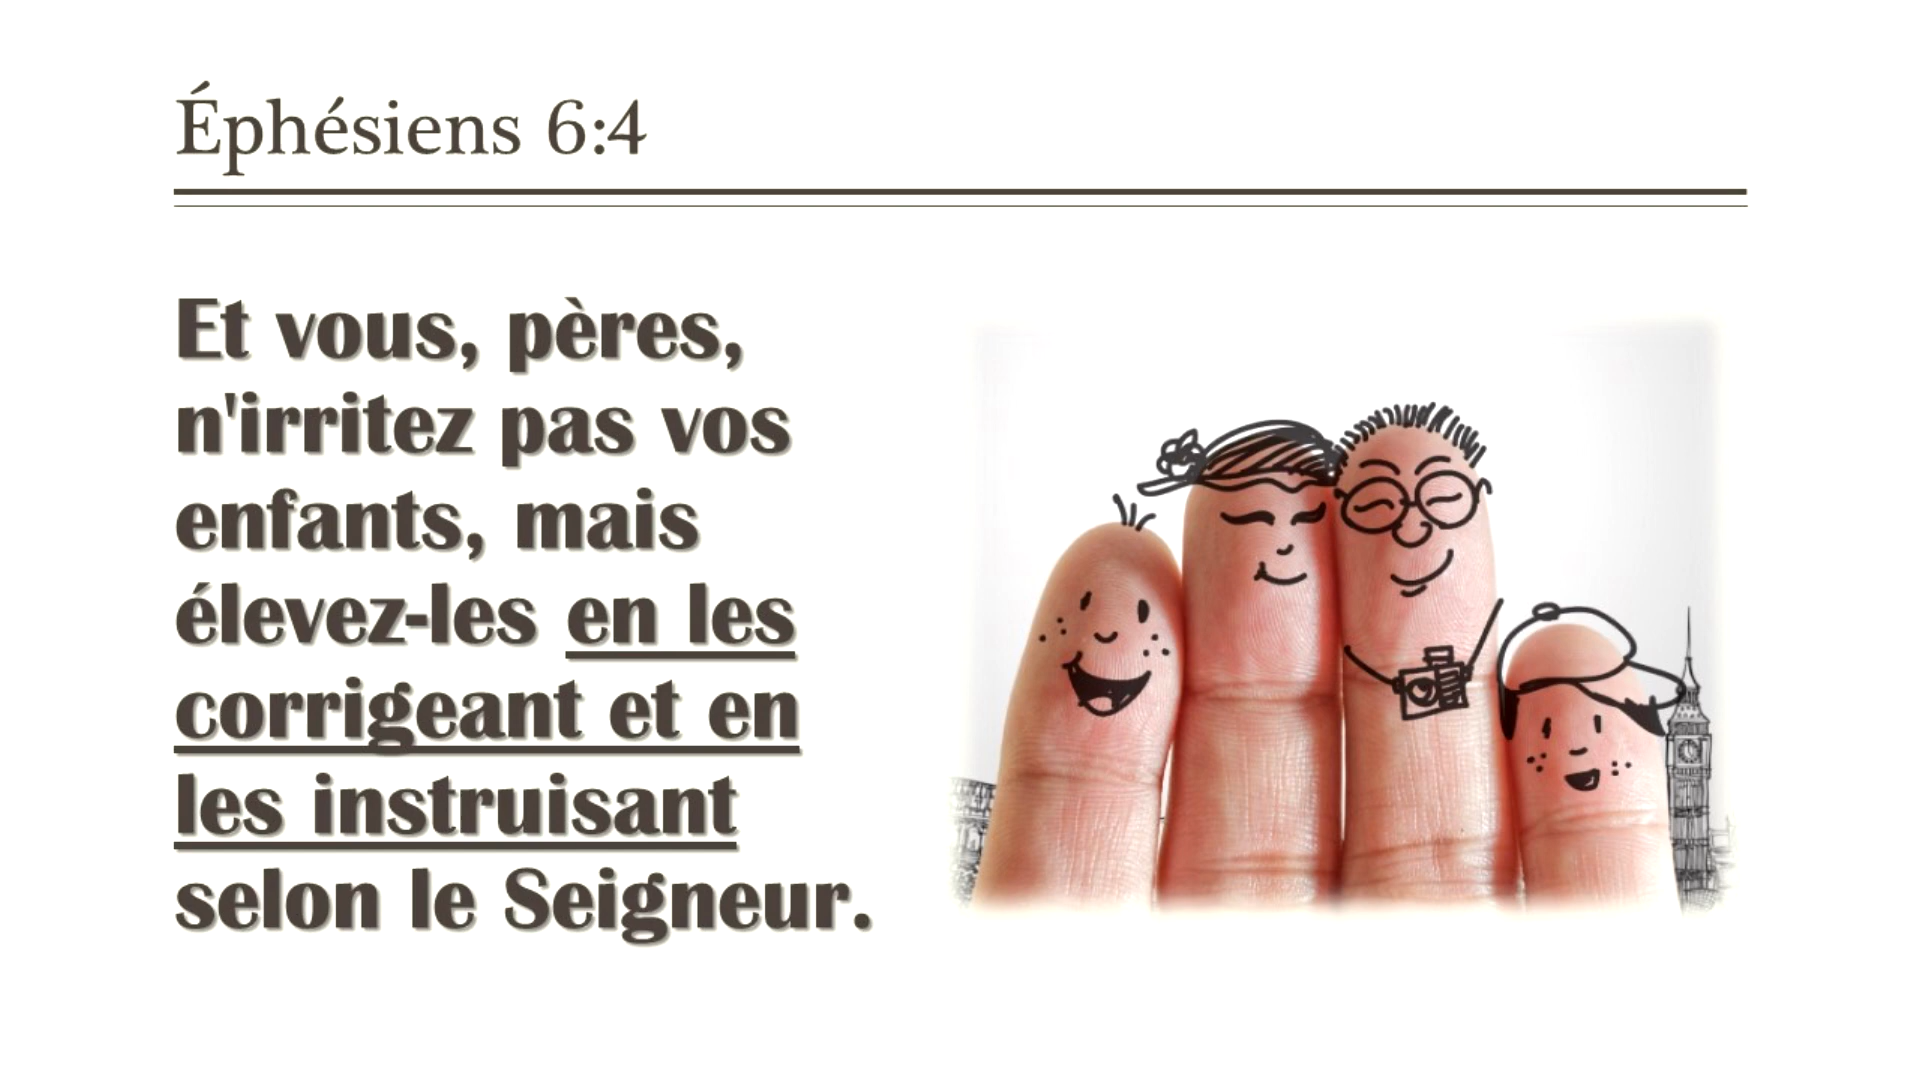 Éphésiens 6:4
Et vous, pères,
n'irritez pas vos
enfants, mais
élevez-les en les
corrigeant et en
les instruisant
selon le Seigneur.